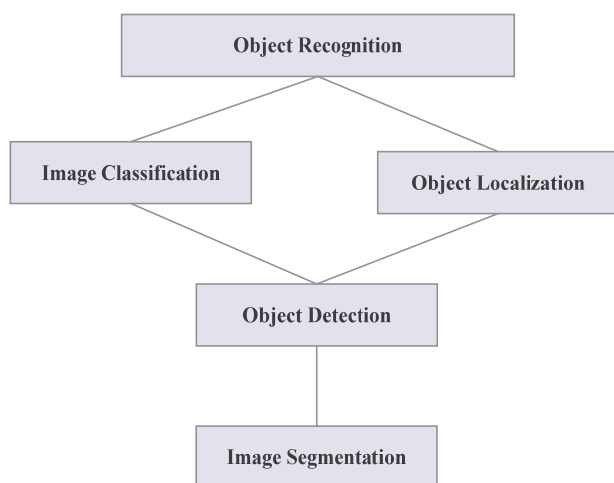 Object Recognition
Image Classification
Object Localization
Object Detection
Image Segmentation